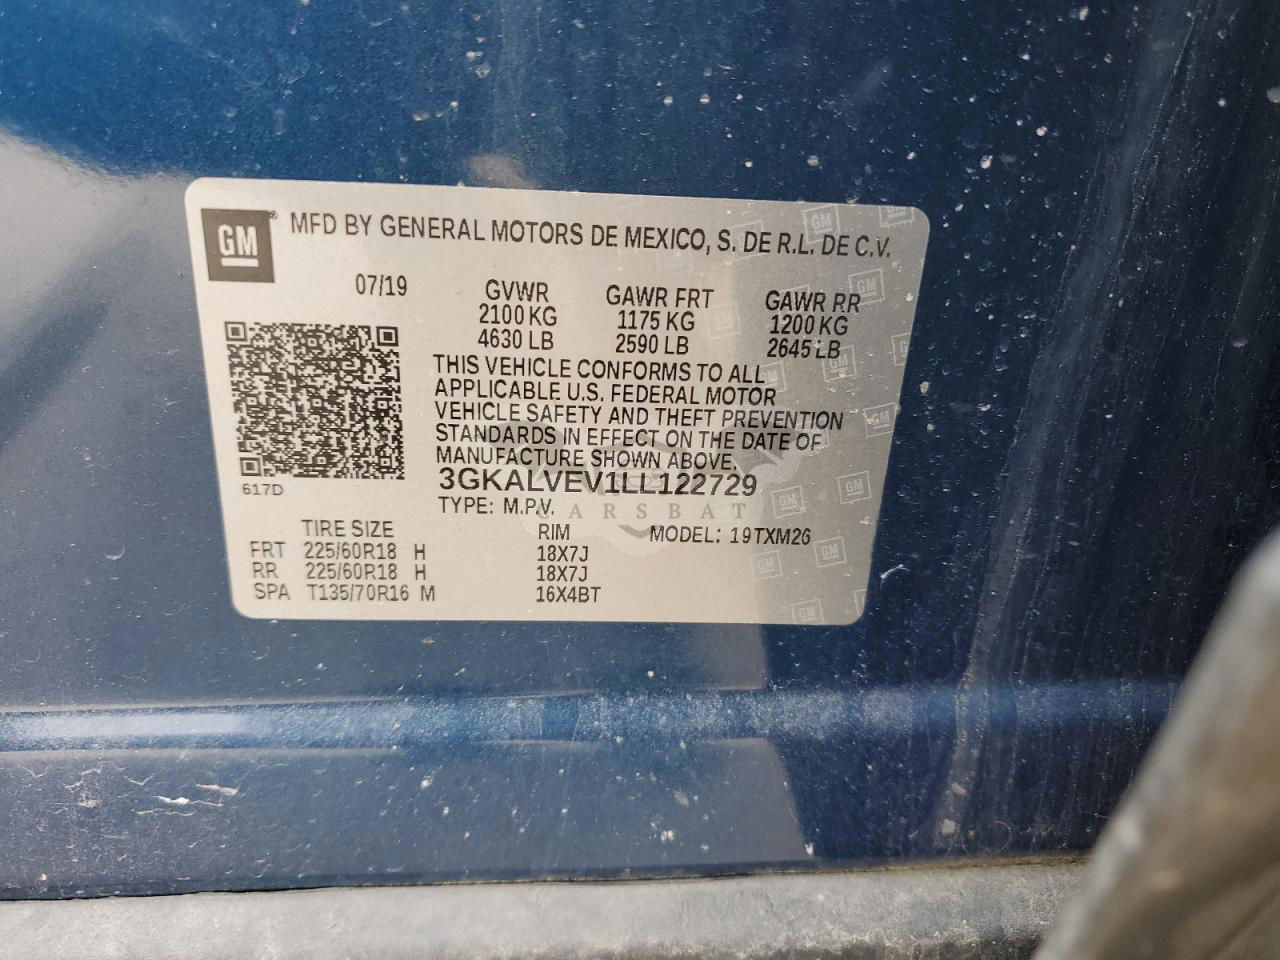 GM® MFD BY GENERAL MOTORS DE MEXICO, S. DE R.L. DE C.V.
07/19 GVWR GAWR FRT GAWR RR
2100 KG 1175 KG 1200 KG
4630 LB 2590 LB 2645 LB
THIS VEHICLE CONFORMS TO ALL
APPLICABLE U.S. FEDERAL MOTOR
VEHICLE SAFETY AND THEFT PREVENTION
STANDARDS IN EFFECT ON THE DATE OF
MANUFACTURE SHOWN ABOVE.
617D
3GKALVEV1LL122729
TYPE: M.P.V.
CARSBAT
TIRE SIZE RIM MODEL: 19TXM26
FRT 225/60R18 H 18X7J
RR 225/60R18 H 18X7J
SPA T135/70R16 M 16X4BT